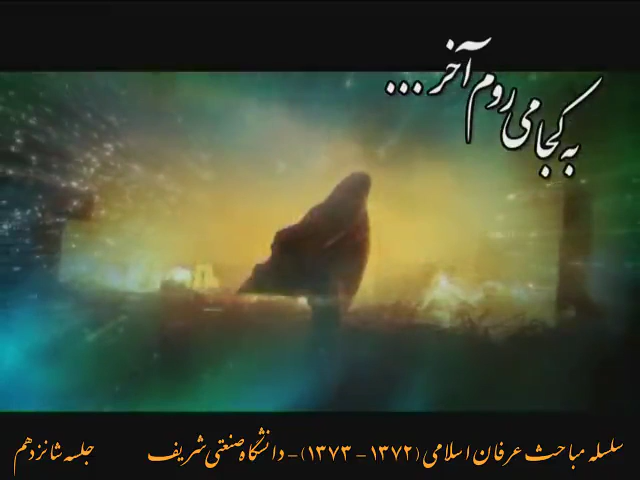 به کجا می روم آخر ...
سلسله مباحث عرفان اسلامی (۱۳۷۲ - ۱۳۷۳) - دانشگاه صنعتی شریف
جلسه شانزدهم